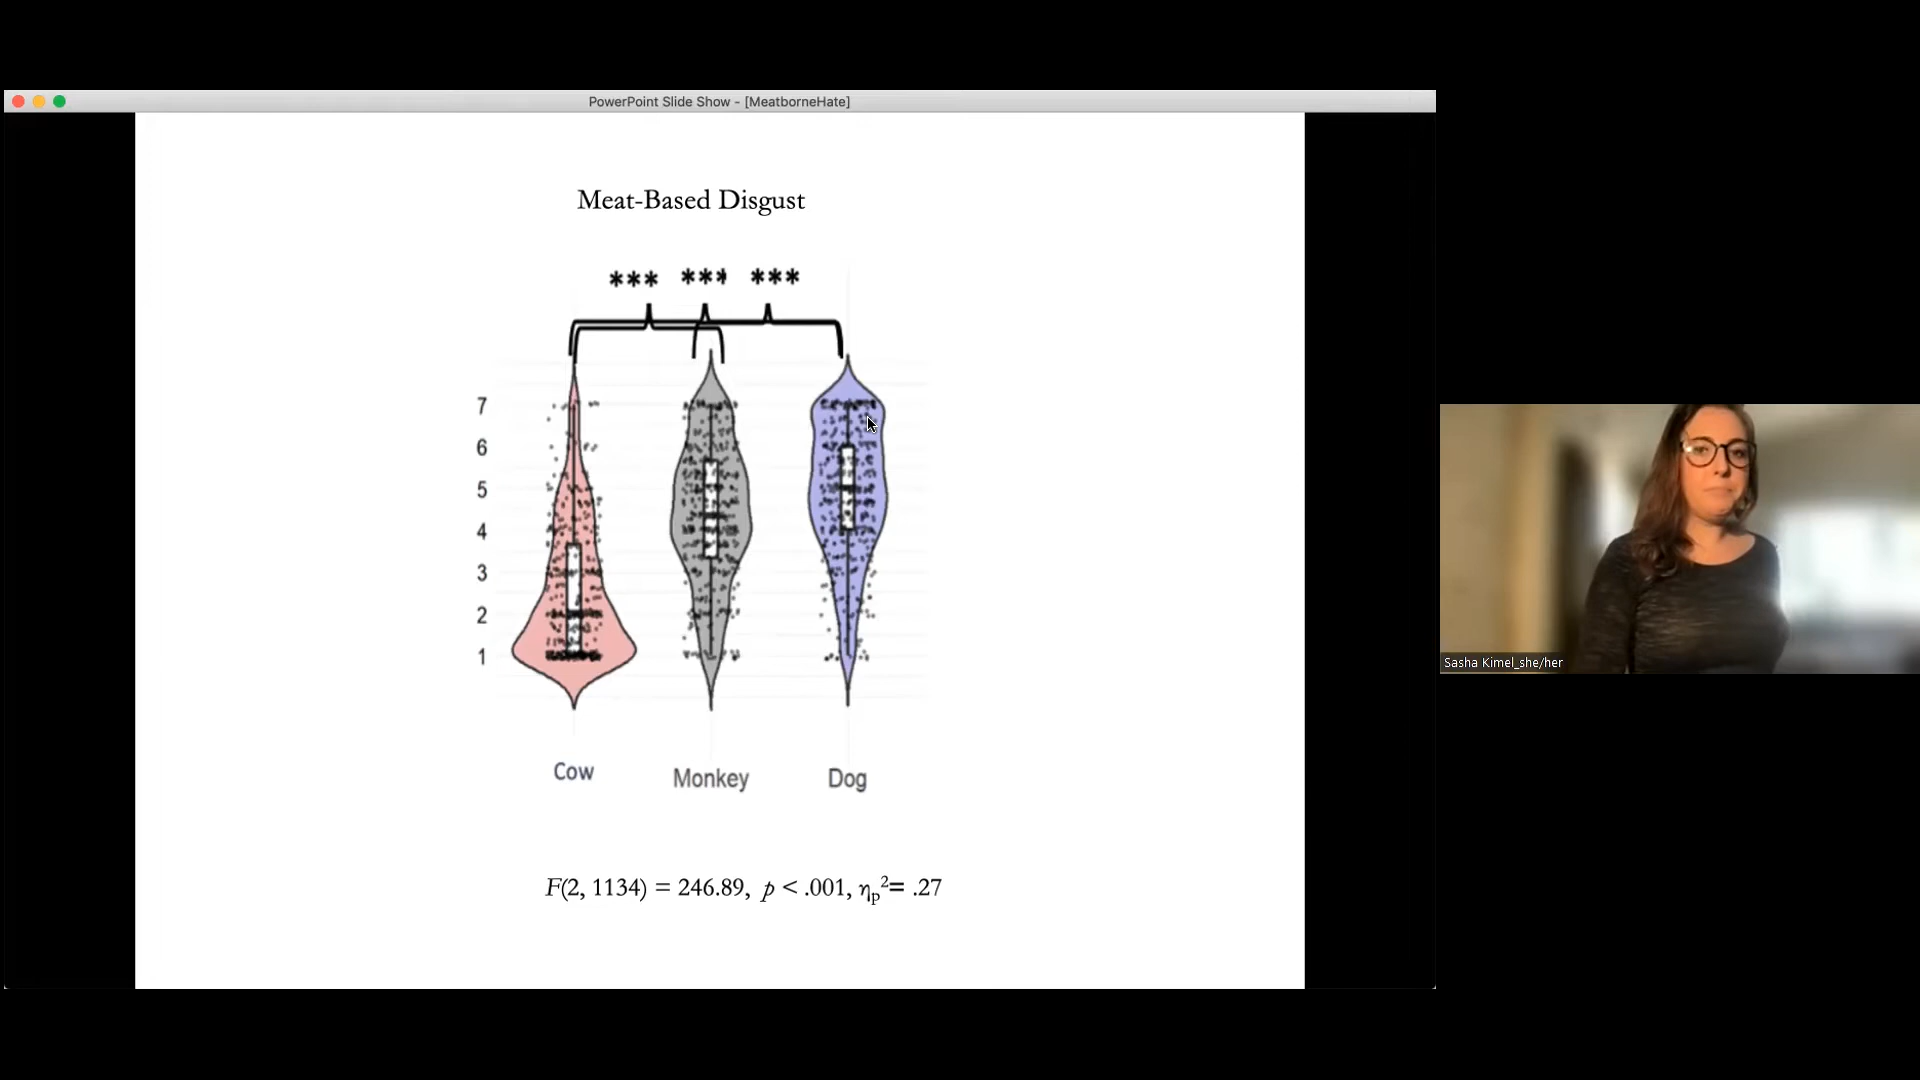 PowerPoint Slide Show - [MeatborneHate]
Meat-Based Disgust
*** *** ***
7
6
5
4
3
2
1
Cow Monkey Dog
F(2, 1134) = 246.89, p < .001, ηp²= .27
Sasha Kimel_she/her